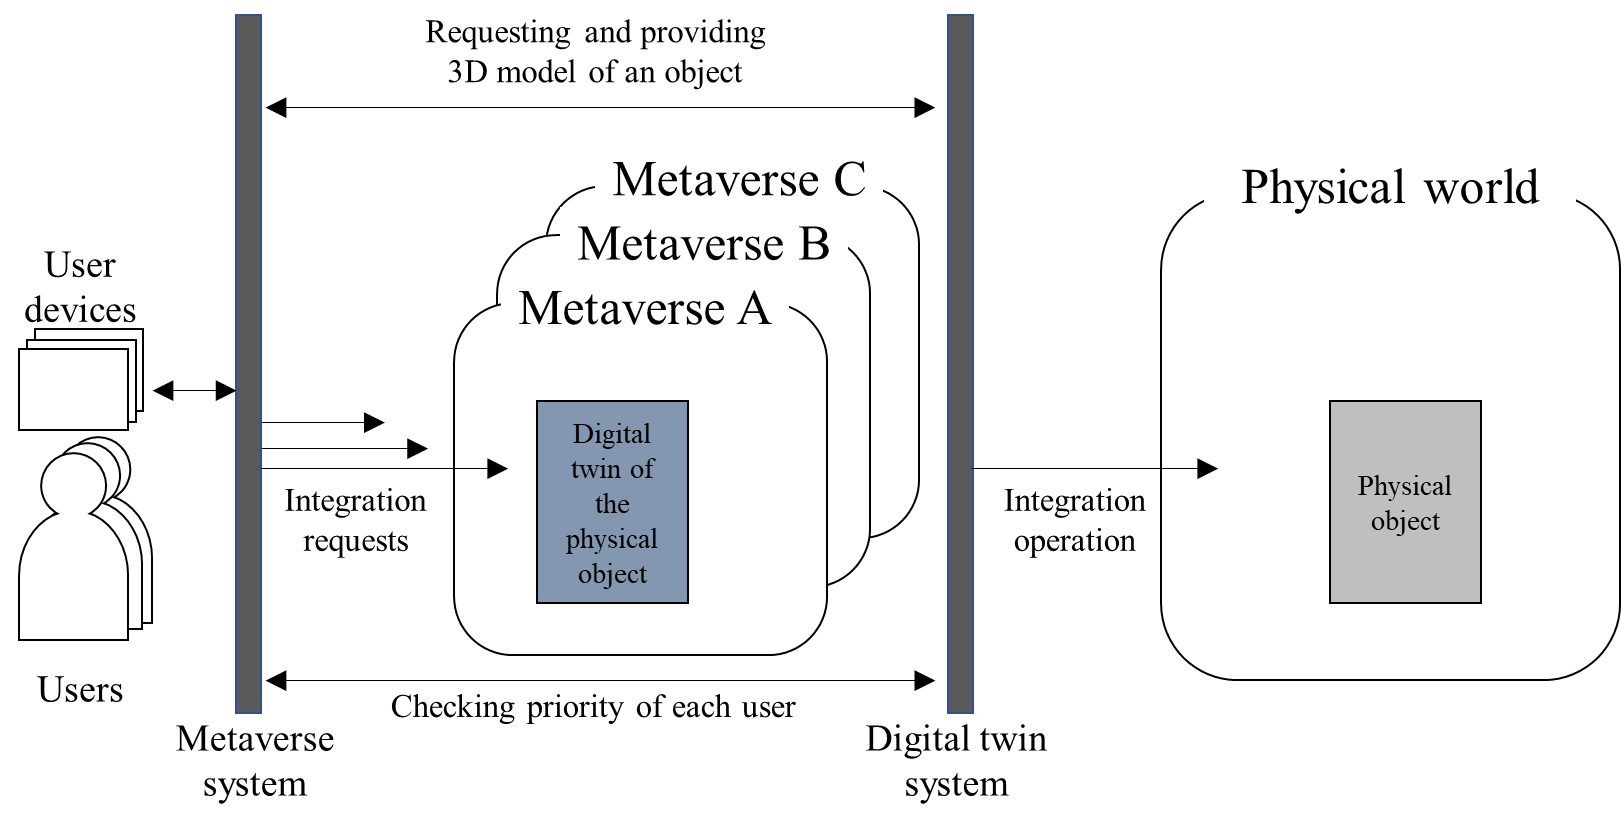 Requesting and providing
3D model of an object
Metaverse C
Metaverse B
Metaverse A
Physical world
User
devices
Digital
twin of
the
physical
object
Physical
object
Integration
requests
Integration
operation
Users
Checking priority of each user
Metaverse
system
Digital twin
system